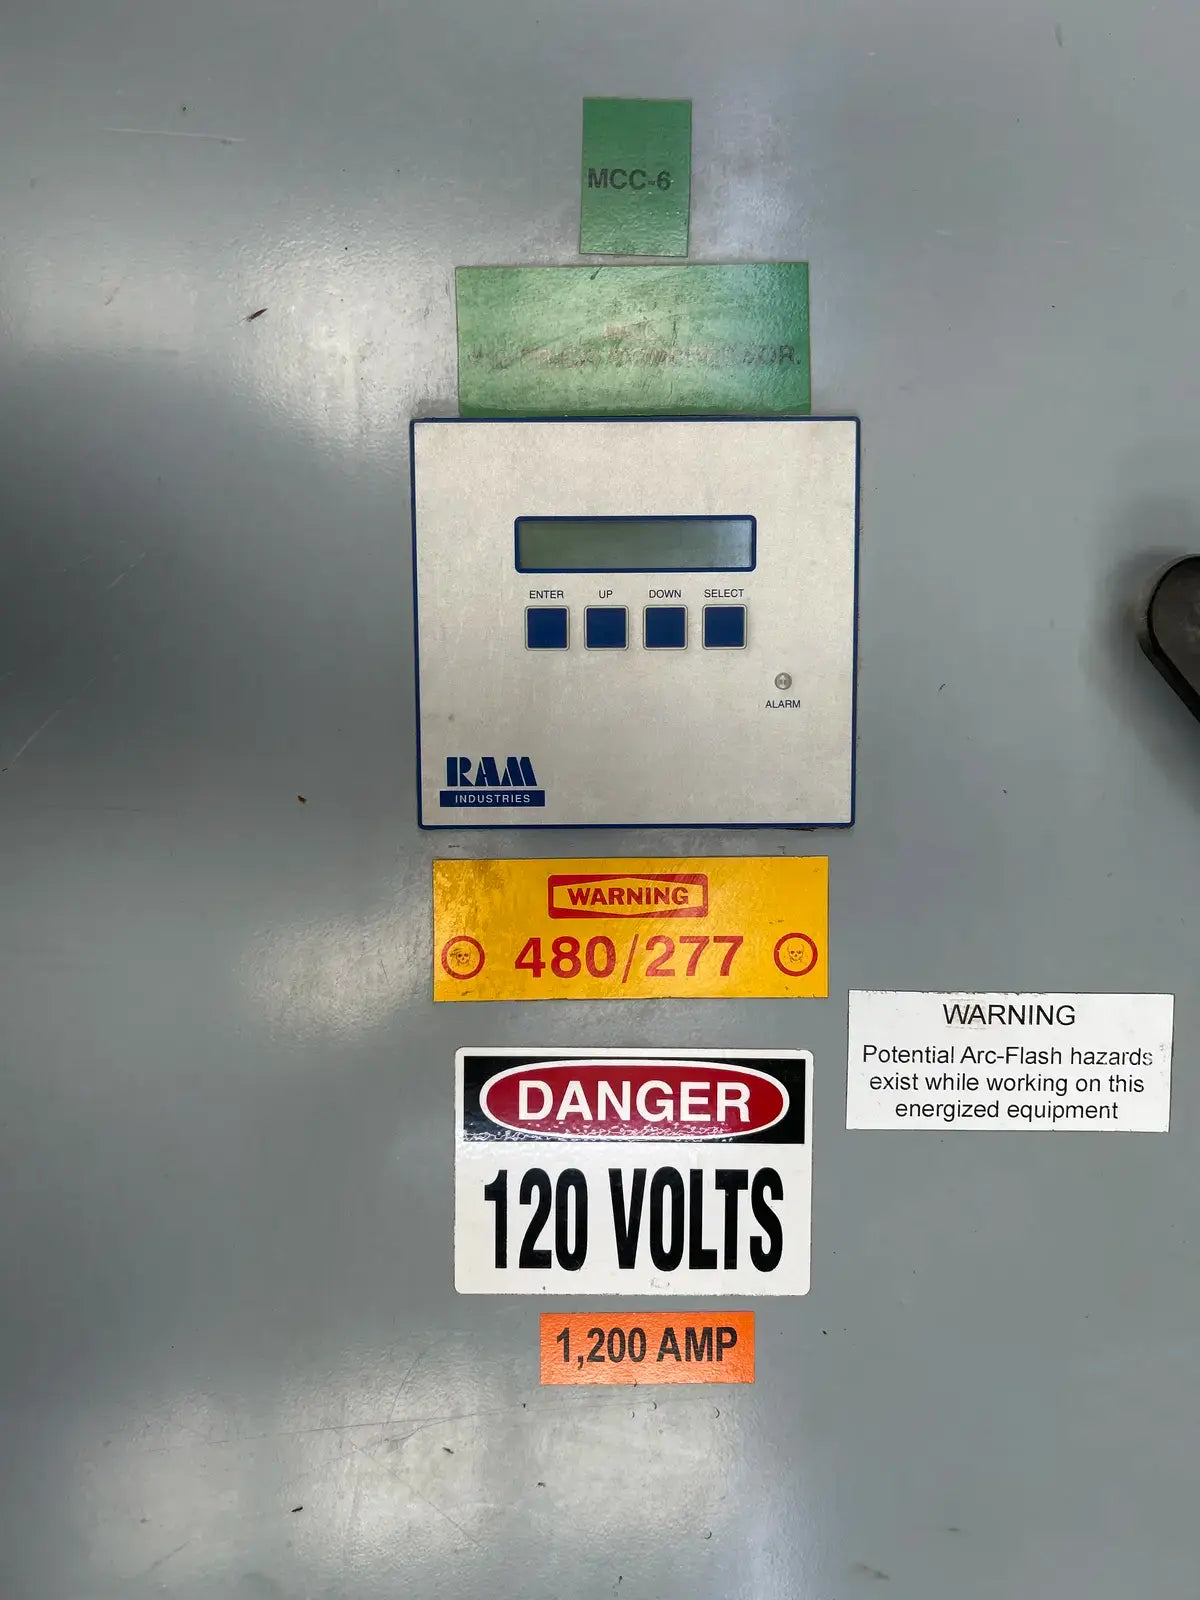 MCC-6
ENTER UP DOWN SELECT
ALARM
RAM
INDUSTRIES
WARNING
480/277
WARNING
Potential Arc-Flash hazards
exist while working on this
energized equipment
DANGER
120 VOLTS
1,200 AMP